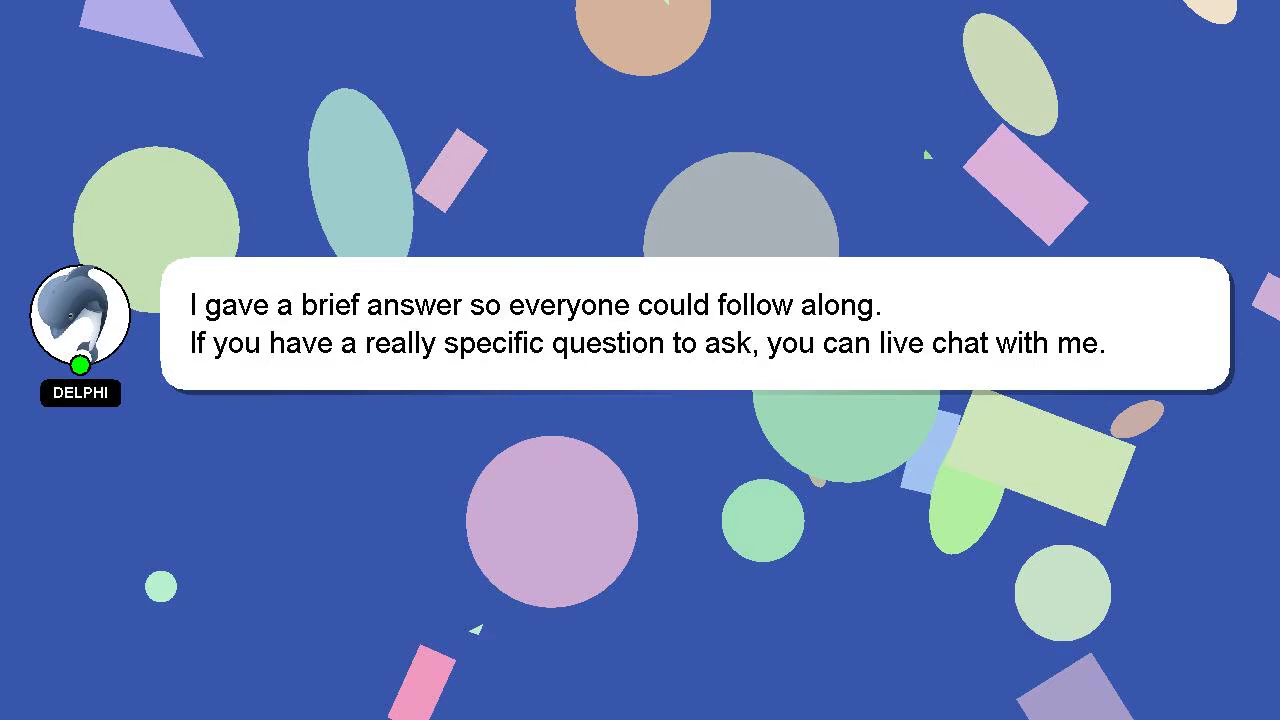 I gave a brief answer so everyone could follow along.
If you have a really specific question to ask, you can live chat with me.
DELPHI